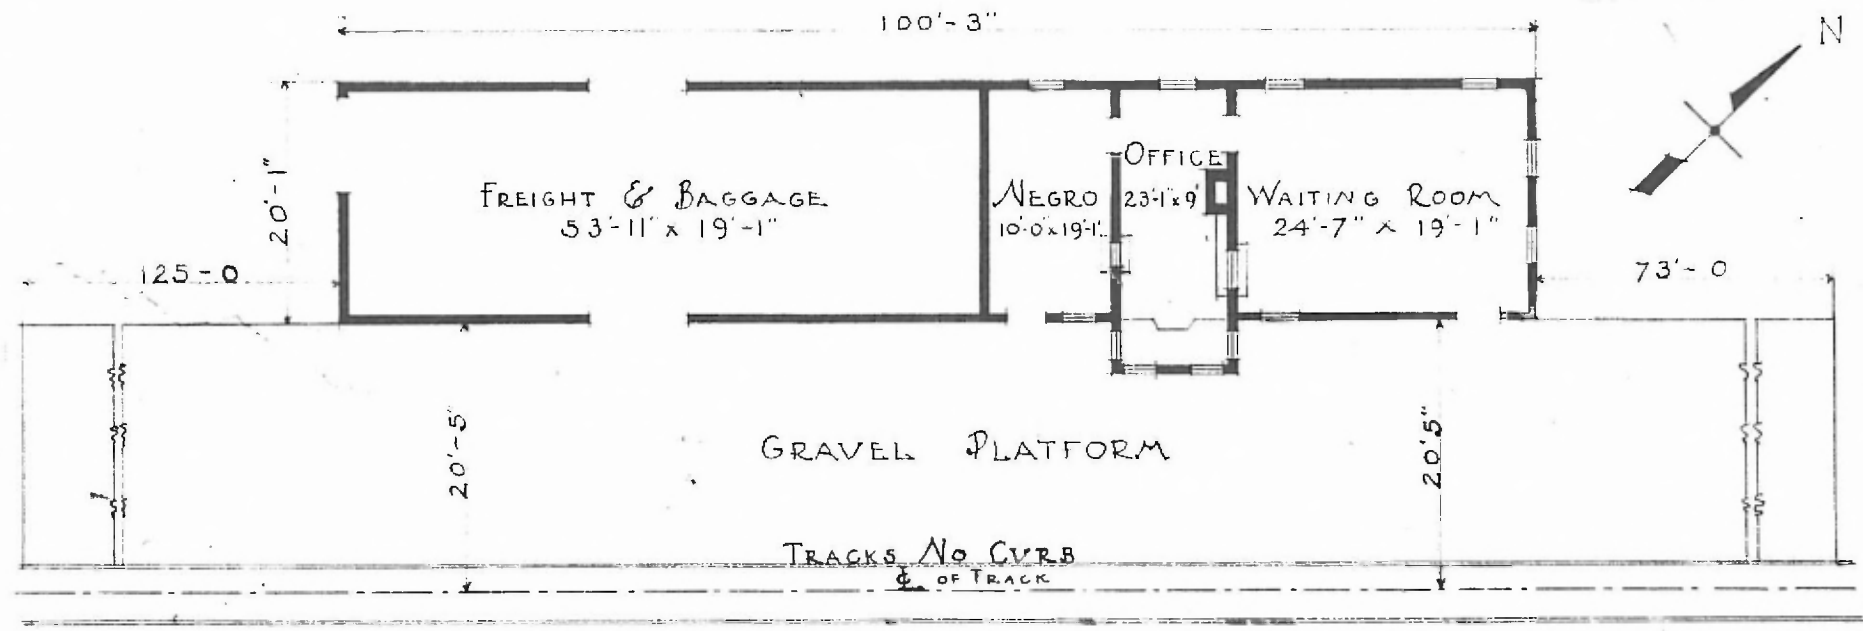 100'-3"
N
20'-1"
FREIGHT & BAGGAGE
53'-11" x 19'-1"
NEGRO
10'-0" x 19'-1"
OFFICE
23'-1" x 9'
WAITING ROOM
24'-7" x 19'-1"
125-0
73'-0
20'-5
GRAVEL PLATFORM
20'5"
TRACKS NO CURB
℄ OF TRACK